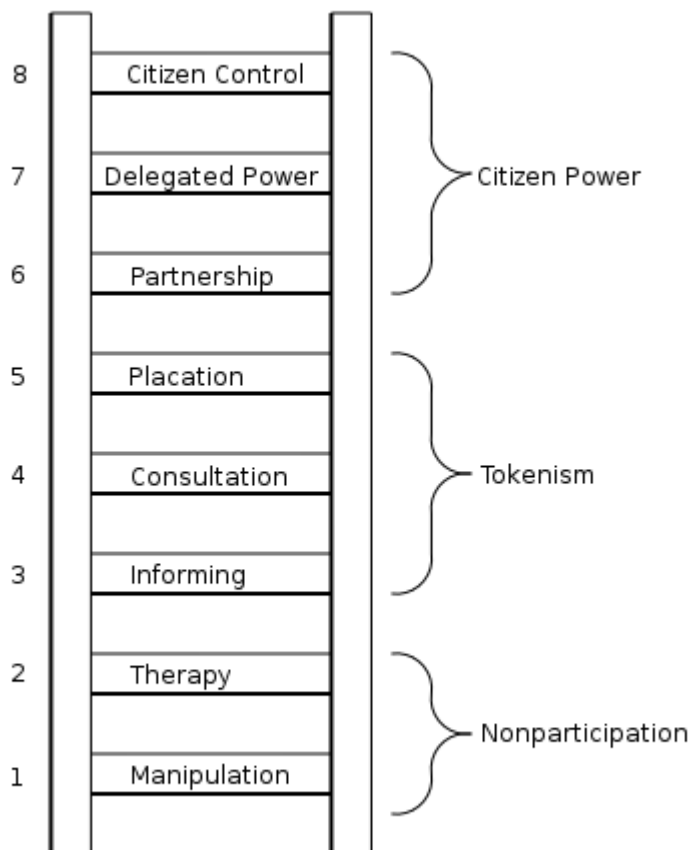 8 Citizen Control
7 Delegated Power Citizen Power
6 Partnership
5 Placation
4 Consultation Tokenism
3 Informing
2 Therapy
Nonparticipation
1 Manipulation